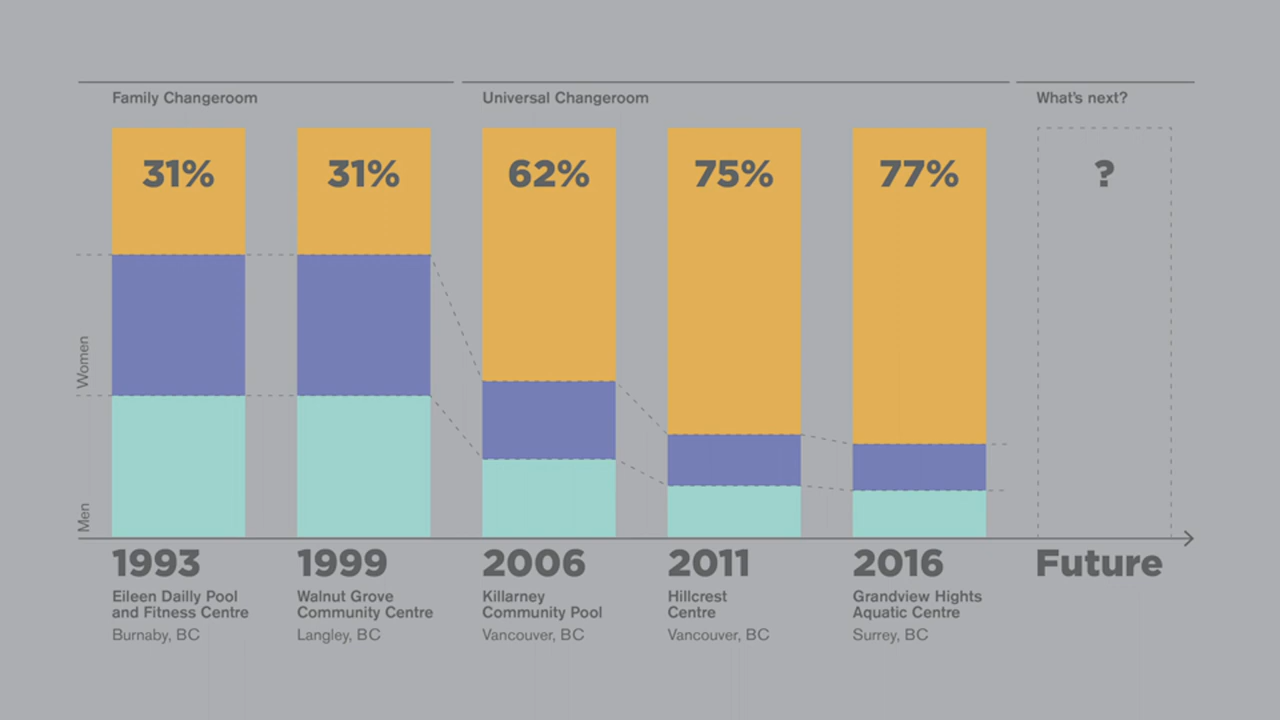 Family Changeroom
Universal Changeroom
What's next?
31%
31%
62%
75%
77%
?
Women
Men
1993
1999
2006
2011
2016
Future
Eileen Dailly Pool
and Fitness Centre
Burnaby, BC
Walnut Grove
Community Centre
Langley, BC
Killarney
Community Pool
Vancouver, BC
Hillcrest
Centre
Vancouver, BC
Grandview Hights
Aquatic Centre
Surrey, BC